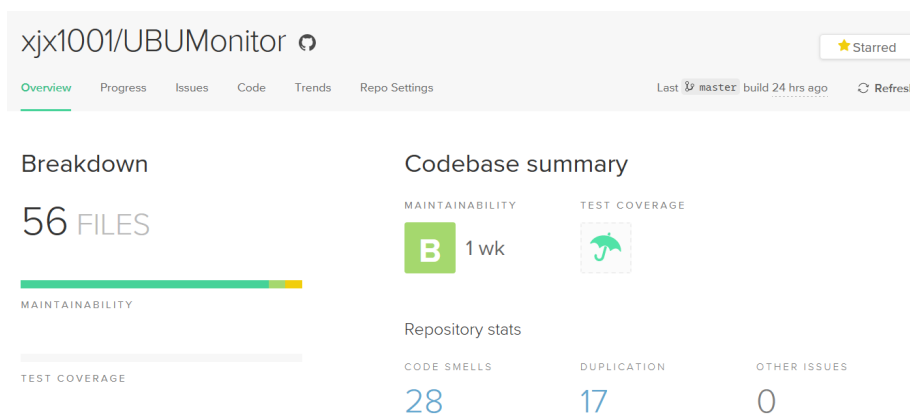 xjx1001/UBUMonitor
Starred
Overview Progress Issues Code Trends Repo Settings
Last master build 24 hrs ago
Breakdown
56 FILES
MAINTAINABILITY
TEST COVERAGE
Codebase summary
MAINTAINABILITY TEST COVERAGE
B 1 wk
Repository stats
CODE SMELLS DUPLICATION OTHER ISSUES
28 17 0